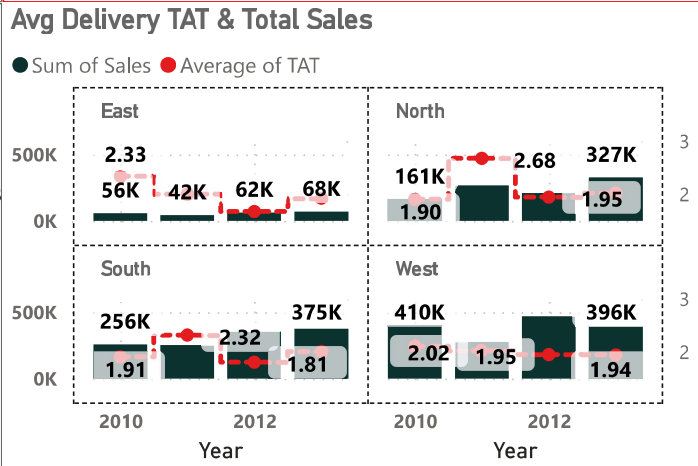 Avg Delivery TAT & Total Sales
Sum of Sales Average of TAT
East
North
500K
0K
2.33
56K 42K 62K 68K
161K 2.68 327K
1.90 1.95
3
2
South
West
500K
0K
256K 2.32 375K
1.91 1.81
410K 396K
2.02 1.95 1.94
3
2
2010 2012 2010 2012
Year Year